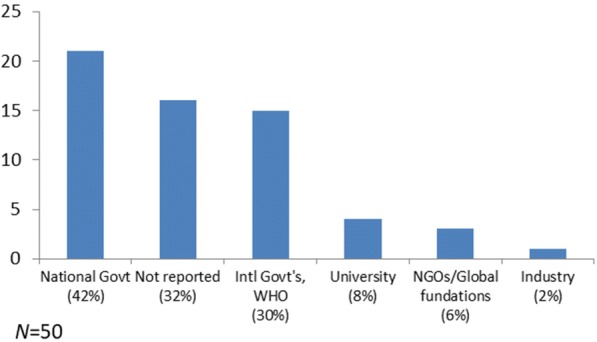 25
20
15
10
5
0
National Govt Not reported Intl Govt's, University NGOs/Global Industry
(42%) (32%) WHO (8%) fundations (2%)
(30%) (6%)
N=50